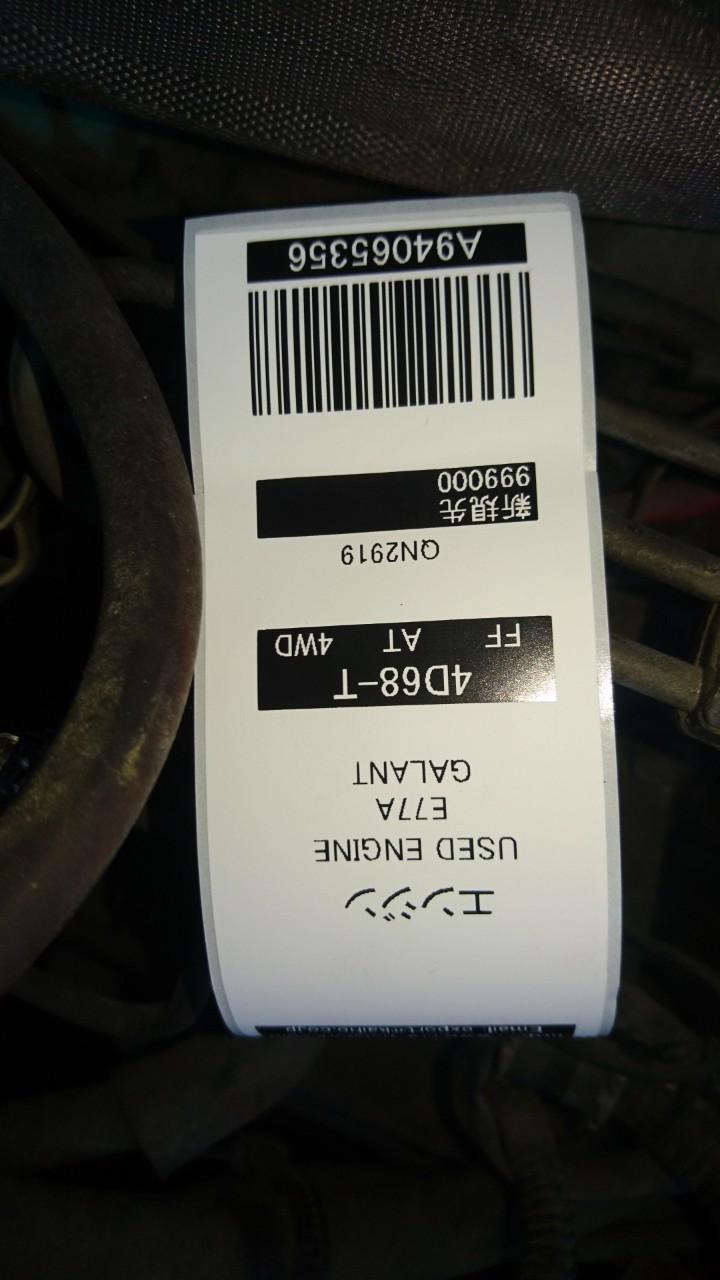 エンジン
USED ENGINE
E77A
GALANT
4D68-T
FF AT 4WD
QN2919
新規先
999000
A94065356